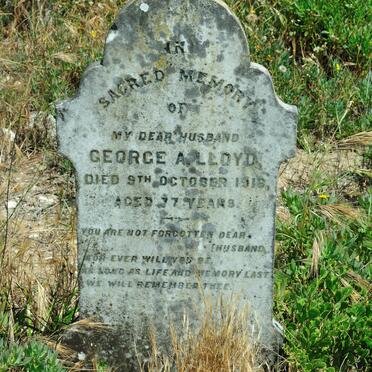 IN
SACRED MEMORY
OF
MY DEAR HUSBAND
GEORGE A. LLOYD,
DIED 9TH OCTOBER 1918,
AGED 37 YEARS.
YOU ARE NOT FORGOTTEN DEAR
[HUSBAND,
NOR EVER WILL YOU BE,
AS LONG AS LIFE AND MEMORY LAST
WE WILL REMEMBER THEE.